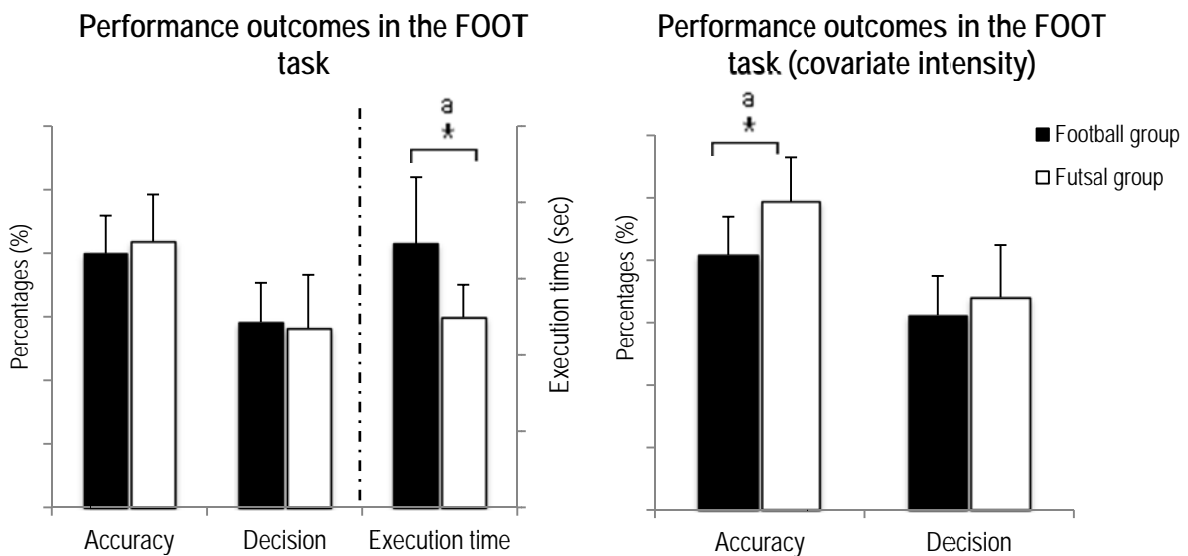 Performance outcomes in the FOOT
task
a
*
Percentages (%)
Execution time (sec)
Accuracy
Decision
Execution time
Performance outcomes in the FOOT
task (covariate intensity)
a
*
Football group
Futsal group
Percentages (%)
Accuracy
Decision